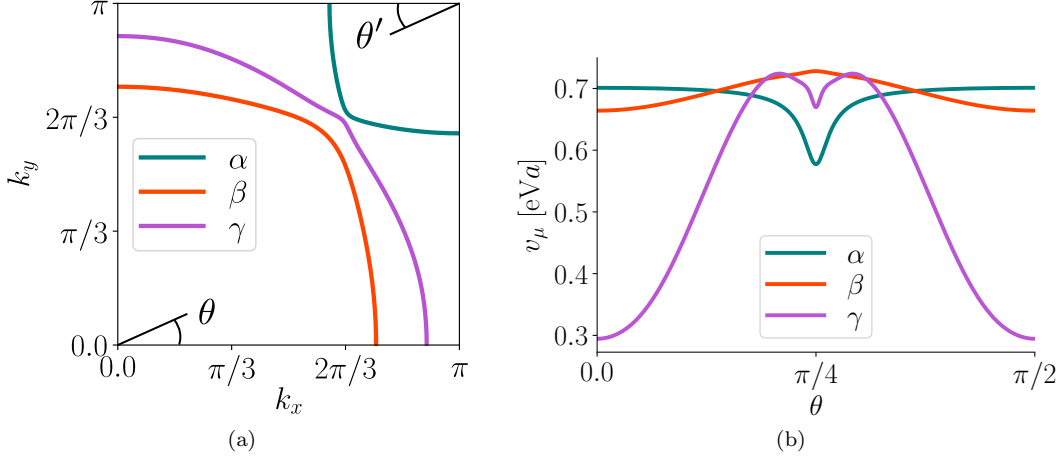 π
2π/3
π/3
0.0
k_y
θ′
α
β
γ
θ
0.0
π/3
2π/3
π
k_x
(a)
0.7
0.6
0.5
0.4
0.3
v_μ [eVa]
α
β
γ
0.0
π/4
π/2
θ
(b)